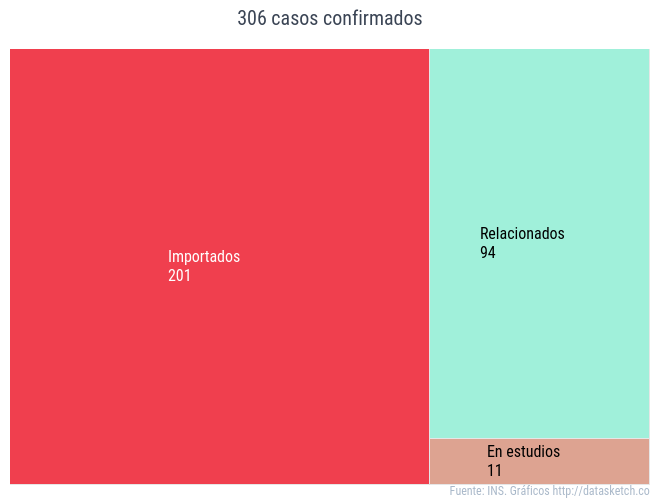 306 casos confirmados
Importados
201
Relacionados
94
En estudios
11
Fuente: INS. Gráficos http://datasketch.co